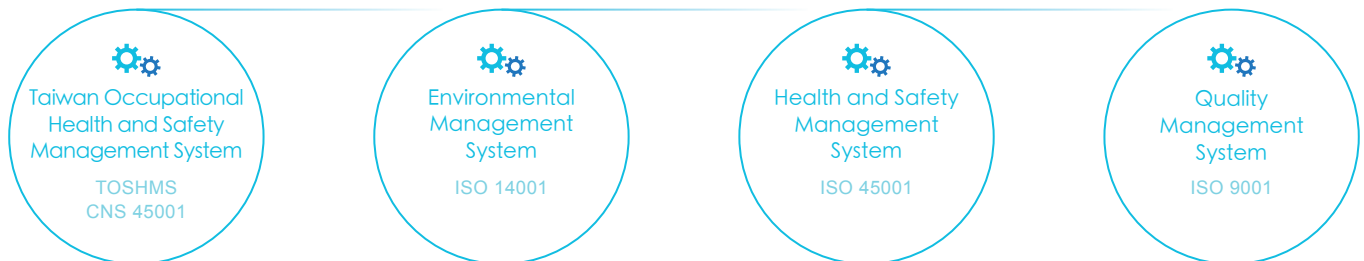 Taiwan Occupational
Health and Safety
Management System
TOSHMS
CNS 45001
Environmental
Management
System
ISO 14001
Health and Safety
Management
System
ISO 45001
Quality
Management
System
ISO 9001